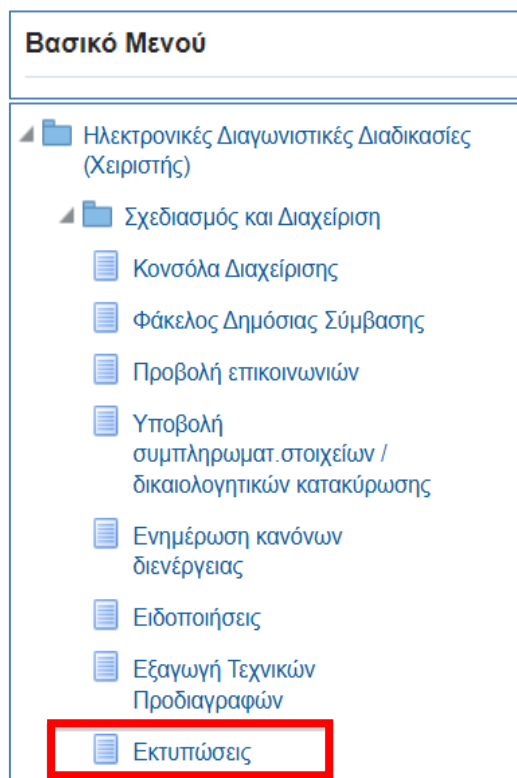 Βασικό Μενού
Ηλεκτρονικές Διαγωνιστικές Διαδικασίες
(Χειριστής)
Σχεδιασμός και Διαχείριση
Κονσόλα Διαχείρισης
Φάκελος Δημόσιας Σύμβασης
Προβολή επικοινωνιών
Υποβολή
συμπληρωματ.στοιχείων /
δικαιολογητικών κατακύρωσης
Ενημέρωση κανόνων
διενέργειας
Ειδοποιήσεις
Εξαγωγή Τεχνικών
Προδιαγραφών
Εκτυπώσεις